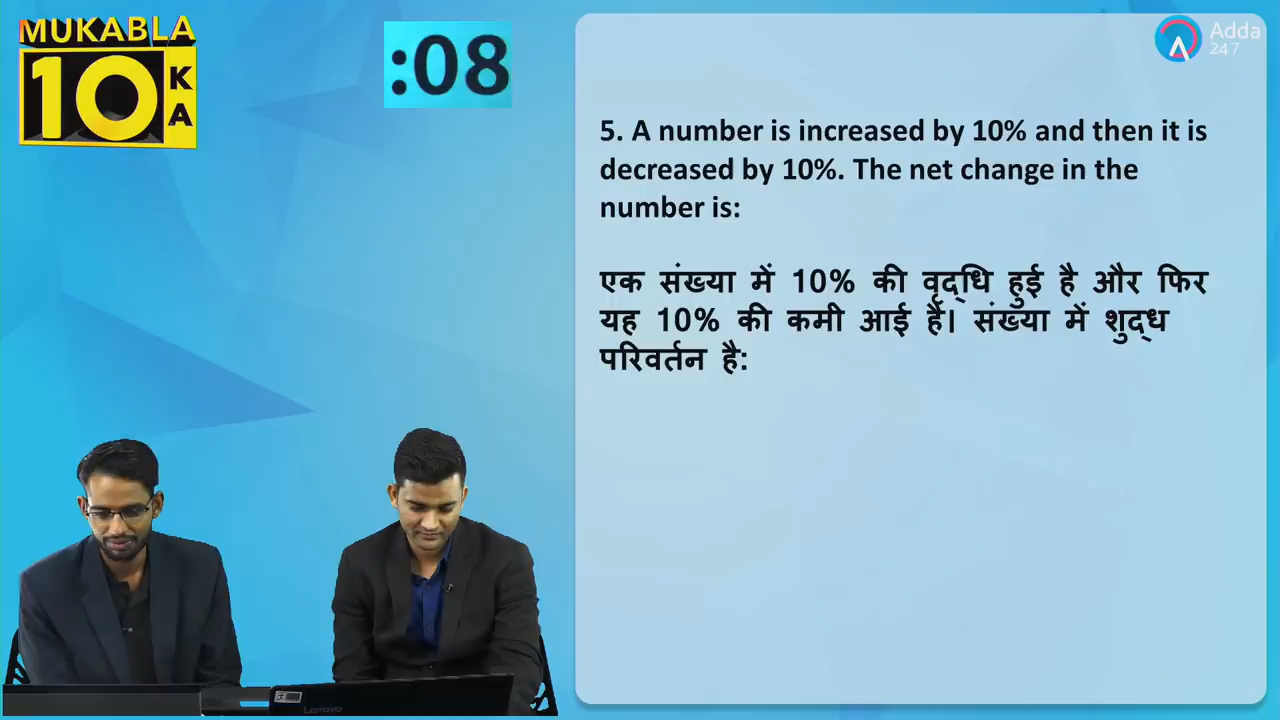 MUKABLA
10 KA
:08
Adda
247
5. A number is increased by 10% and then it is
decreased by 10%. The net change in the
number is:
एक संख्या में 10% की वृद्धि हुई है और फिर
यह 10% की कमी आई है। संख्या में शुद्ध
परिवर्तन है:
Lenovo